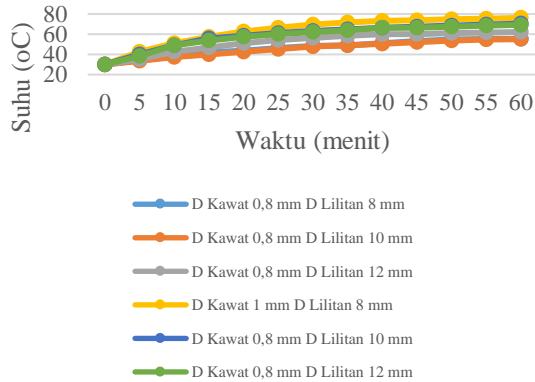 80
60
40
20
Suhu (oC)
0 5 10 15 20 25 30 35 40 45 50 55 60
Waktu (menit)
D Kawat 0,8 mm D Lilitan 8 mm
D Kawat 0,8 mm D Lilitan 10 mm
D Kawat 0,8 mm D Lilitan 12 mm
D Kawat 1 mm D Lilitan 8 mm
D Kawat 0,8 mm D Lilitan 10 mm
D Kawat 0,8 mm D Lilitan 12 mm